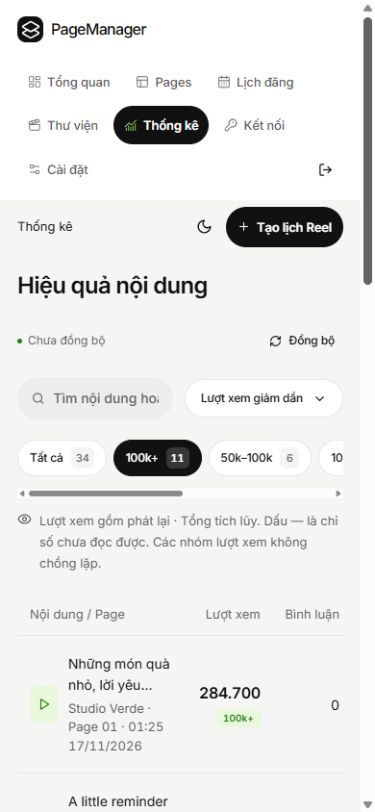 PageManager
Tổng quan Pages Lịch đăng
Thư viện Thống kê Kết nối
Cài đặt
Thống kê + Tạo lịch Reel
Hiệu quả nội dung
Chưa đồng bộ Đồng bộ
Tìm nội dung hoặ Lượt xem giảm dần
Tất cả 34 100k+ 11 50k–100k 6 10
Lượt xem gồm phát lại · Tổng tích lũy. Dấu — là chỉ
số chưa đọc được. Các nhóm lượt xem không
chồng lặp.
Nội dung / Page Lượt xem Bình luận
Những món quà
nhỏ, lời yêu...
Studio Verde ·
Page 01 · 01:25
17/11/2026
284.700
100k+
0
A little reminder